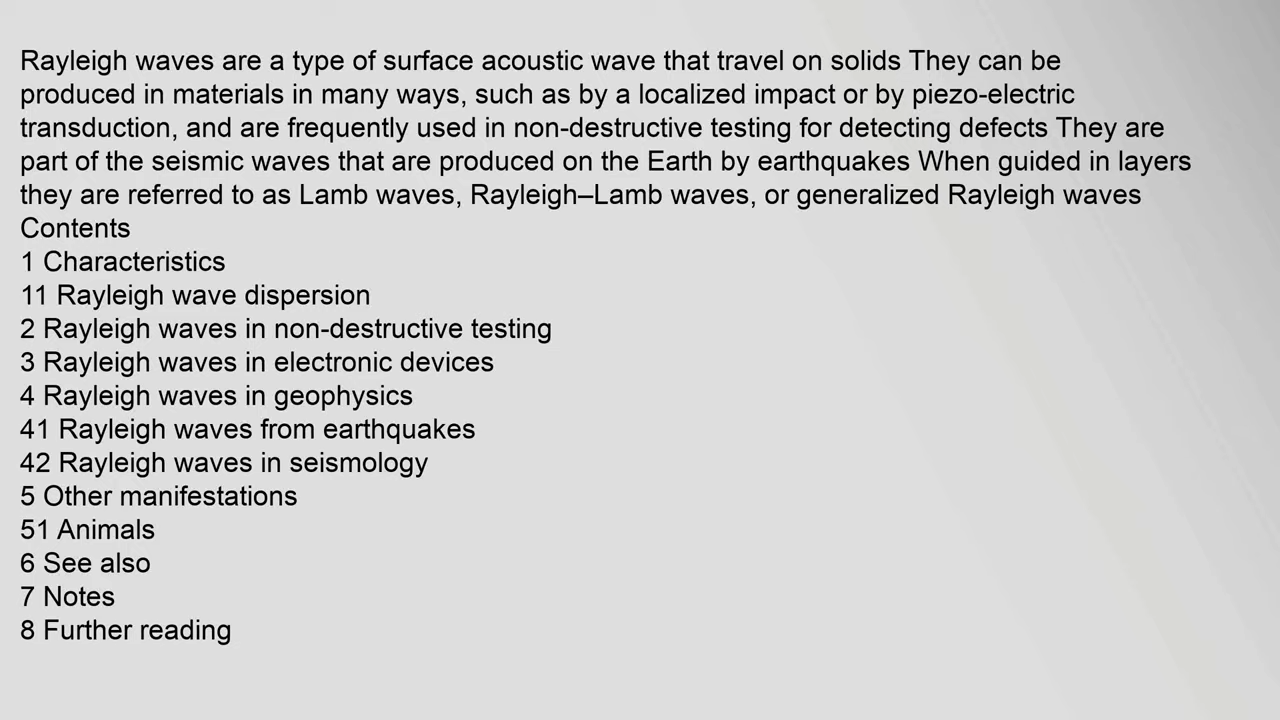 Rayleigh waves are a type of surface acoustic wave that travel on solids They can be
produced in materials in many ways, such as by a localized impact or by piezo-electric
transduction, and are frequently used in non-destructive testing for detecting defects They are
part of the seismic waves that are produced on the Earth by earthquakes When guided in layers
they are referred to as Lamb waves, Rayleigh–Lamb waves, or generalized Rayleigh waves
Contents
1 Characteristics
11 Rayleigh wave dispersion
2 Rayleigh waves in non-destructive testing
3 Rayleigh waves in electronic devices
4 Rayleigh waves in geophysics
41 Rayleigh waves from earthquakes
42 Rayleigh waves in seismology
5 Other manifestations
51 Animals
6 See also
7 Notes
8 Further reading